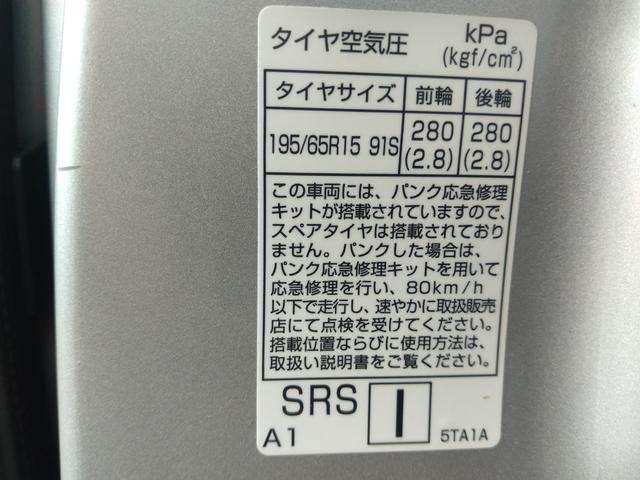 タイヤ空気圧 kPa
(kgf/cm²)
タイヤサイズ 前輪 後輪
195/65R15 91S 280 280
(2.8) (2.8)
この車両には、パンク応急修理
キットが搭載されていますので、
スペアタイヤは搭載されており
ません。パンクした場合は、
パンク応急修理キットを用いて
応急修理を行い、80km/h
以下で走行し、速やかに取扱販売
店にて点検を受けてください。
搭載位置ならびに使用方法は、
取扱い説明書をご覧ください。
SRS I
A1 5TA1A